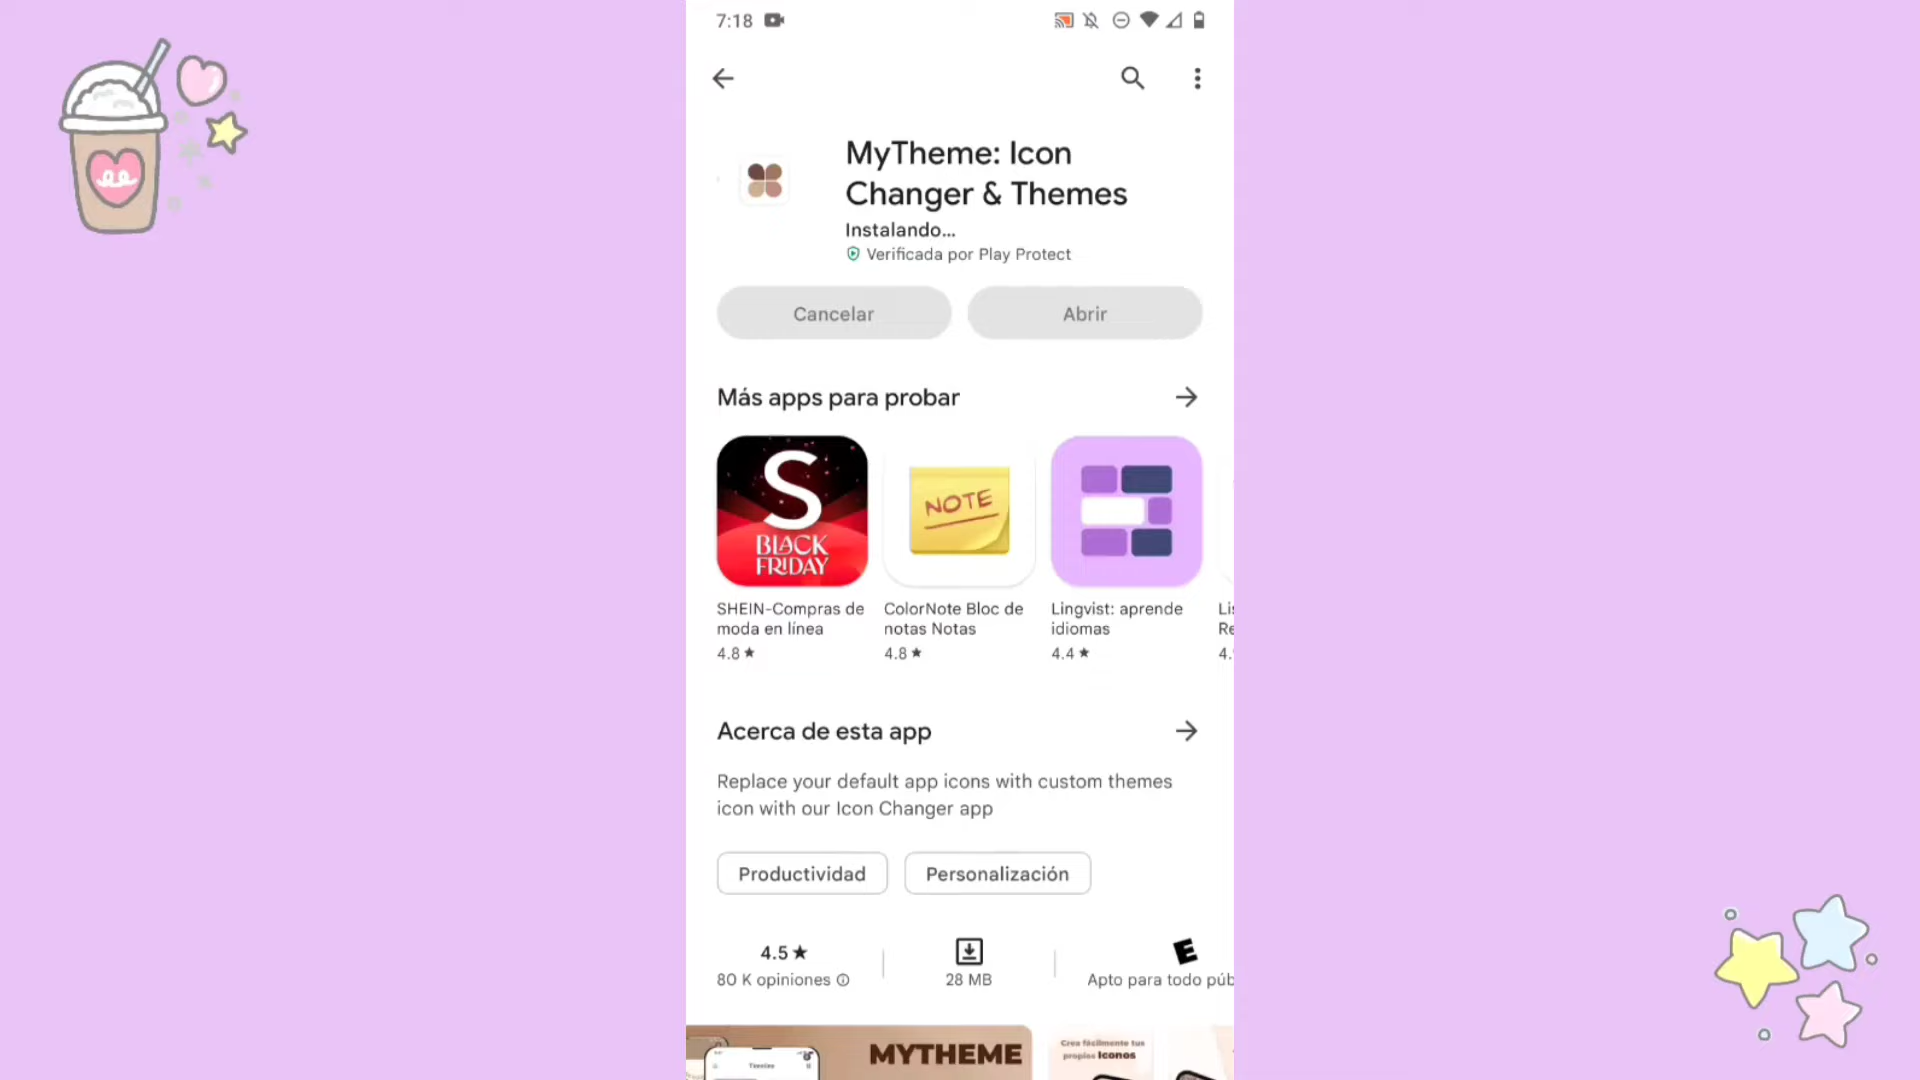 7:18
MyTheme: Icon
Changer & Themes
Instalando...
Verificada por Play Protect
Cancelar
Abrir
Más apps para probar
S
BLACK
FRIDAY
NOTE
SHEIN-Compras de
moda en línea
4.8 ★
ColorNote Bloc de
notas Notas
4.8 ★
Lingvist: aprende
idiomas
4.4 ★
Li
Re
4.
Acerca de esta app
Replace your default app icons with custom themes
icon with our Icon Changer app
Productividad
Personalización
4.5 ★
80 K opiniones
28 MB
E
Apto para todo púb
MYTHEME
Crea fácilmente tus
propios Iconos